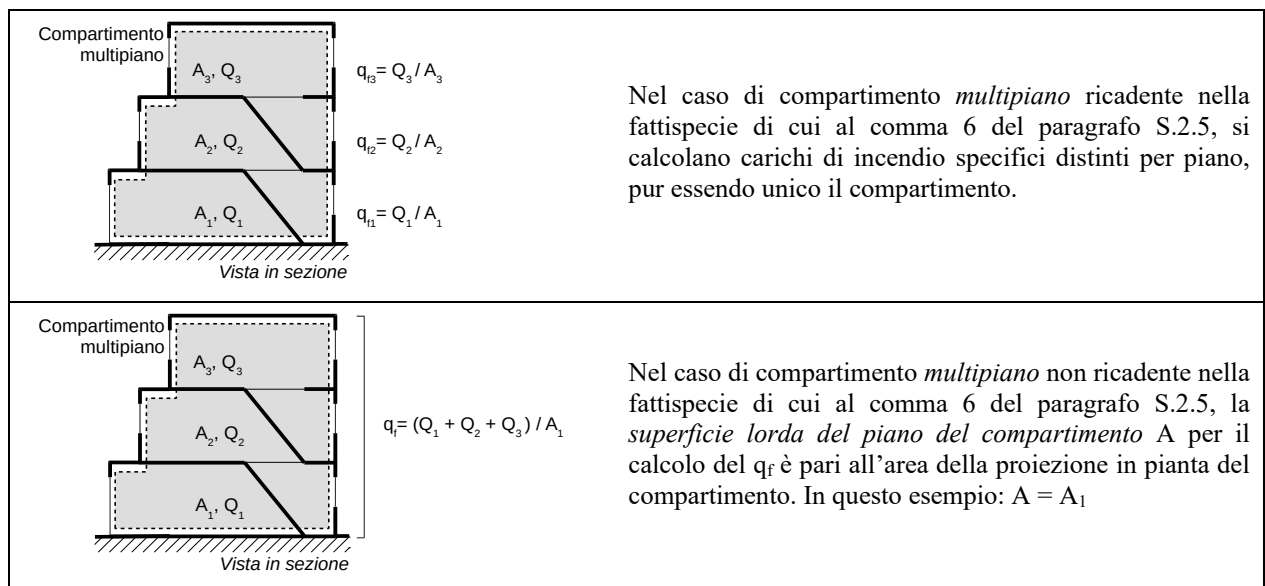 Compartimento
multipiano
A₃, Q₃
q_f3= Q₃ / A₃
A₂, Q₂
q_f2= Q₂ / A₂
A₁, Q₁
q_f1= Q₁ / A₁
Vista in sezione
Nel caso di compartimento multipiano ricadente nella
fattispecie di cui al comma 6 del paragrafo S.2.5, si
calcolano carichi di incendio specifici distinti per piano,
pur essendo unico il compartimento.
Compartimento
multipiano
A₃, Q₃
A₂, Q₂
A₁, Q₁
q_f= (Q₁ + Q₂ + Q₃) / A₁
Vista in sezione
Nel caso di compartimento multipiano non ricadente nella
fattispecie di cui al comma 6 del paragrafo S.2.5, la
superficie lorda del piano del compartimento A per il
calcolo del q_f è pari all’area della proiezione in pianta del
compartimento. In questo esempio: A = A₁